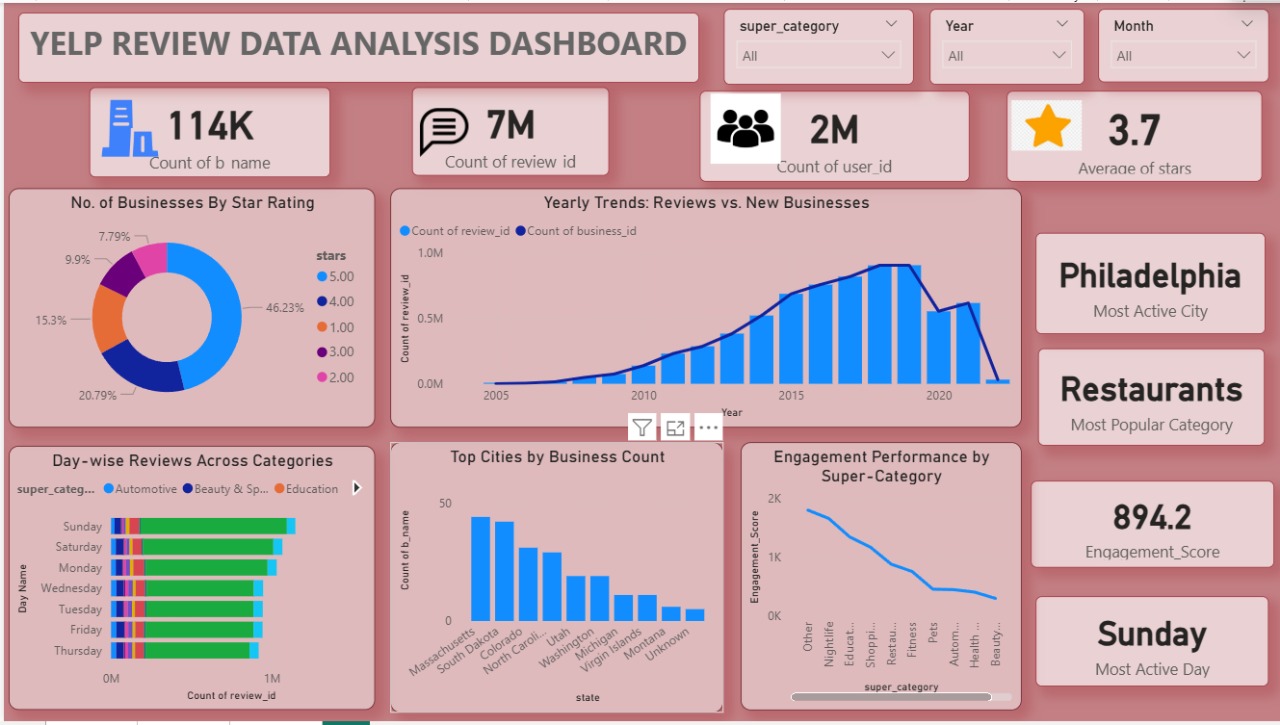 YELP REVIEW DATA ANALYSIS DASHBOARD
super_category
All
Year
All
Month
All
114K
Count of b_name
7M
Count of review_id
2M
Count of user_id
3.7
Average of stars
No. of Businesses By Star Rating
7.79%
9.9%
15.3%
20.79%
46.23%
stars
5.00
4.00
1.00
3.00
2.00
Yearly Trends: Reviews vs. New Businesses
Count of review_id Count of business_id
Count of review_id
1.0M
0.5M
0.0M
2005 2010 2015 2020
Year
Philadelphia
Most Active City
Restaurants
Most Popular Category
Day-wise Reviews Across Categories
super_categ... Automotive Beauty & Sp... Education
Day Name
Sunday
Saturday
Monday
Wednesday
Tuesday
Friday
Thursday
0M 1M
Count of review_id
Top Cities by Business Count
Count of b_name
50
0
Massachusetts
South Dakota
Colorado
North Caroli...
Utah
Washington
Michigan
Virgin Islands
Montana
Unknown
state
Engagement Performance by
Super-Category
Engagement_Score
2K
1K
0K
Other
Nightlife
Educat...
Shoppi...
Restau...
Fitness
Pets
Autom...
Health ...
Beauty...
super_category
894.2
Engagement_Score
Sunday
Most Active Day